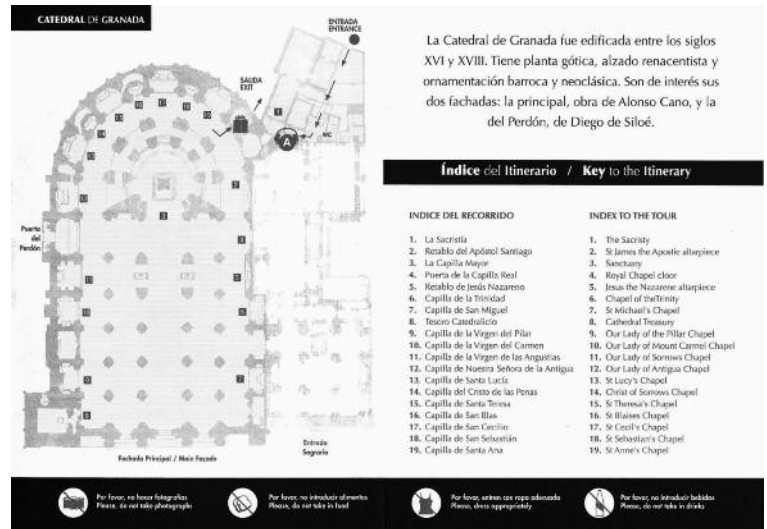 CATEDRAL DE GRANADA
ENTRADA
ENTRANCE
SALIDA
EXIT
WC
A
Puerta
del
Perdón
Entrada
Sagrario
Fachada Principal / Main Façade
La Catedral de Granada fue edificada entre los siglos
XVI y XVIII. Tiene planta gótica, alzado renacentista y
ornamentación barroca y neoclásica. Son de interés sus
dos fachadas: la principal, obra de Alonso Cano, y la
del Perdón, de Diego de Siloé.
Índice del Itinerario / Key to the Itinerary
INDICE DEL RECORRIDO
1. La Sacristía
2. Retablo del Apóstol Santiago
3. La Capilla Mayor
4. Puerta de la Capilla Real
5. Retablo de Jesús Nazareno
6. Capilla de la Trinidad
7. Capilla de San Miguel
8. Tesoro Catedralicio
9. Capilla de la Virgen del Pilar
10. Capilla de la Virgen del Carmen
11. Capilla de la Virgen de las Angustias
12. Capilla de Nuestra Señora de la Antigua
13. Capilla de Santa Lucía
14. Capilla del Cristo de las Penas
15. Capilla de Santa Teresa
16. Capilla de San Blas
17. Capilla de San Cecilio
18. Capilla de San Sebastián
19. Capilla de Santa Ana
INDEX TO THE TOUR
1. The Sacristy
2. St James the Apostle altarpiece
3. Sanctuary
4. Royal Chapel door
5. Jesus the Nazarene altarpiece
6. Chapel of the Trinity
7. St Michael's Chapel
8. Cathedral Treasury
9. Our Lady of the Pillar Chapel
10. Our Lady of Mount Carmel Chapel
11. Our Lady of Sorrows Chapel
12. Our Lady of Antigua Chapel
13. St Lucy's Chapel
14. Christ of Sorrows Chapel
15. St Theresa's Chapel
16. St Blaises Chapel
17. St Cecil's Chapel
18. St Sebastian's Chapel
19. St Anne's Chapel
Por favor, no hacer fotografías
Please, do not take photographs
Por favor, no introducir alimentos
Please, do not take in food
Por favor, entren con ropa adecuada
Please, dress appropriately
Por favor, no introducir bebidas
Please, do not take in drinks